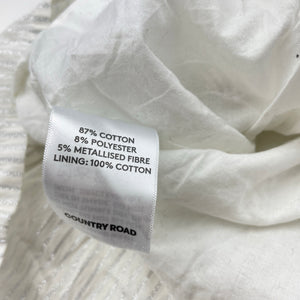 87% COTTON
8% POLYESTER
5% METALLISED FIBRE
LINING: 100% COTTON
COUNTRY ROAD